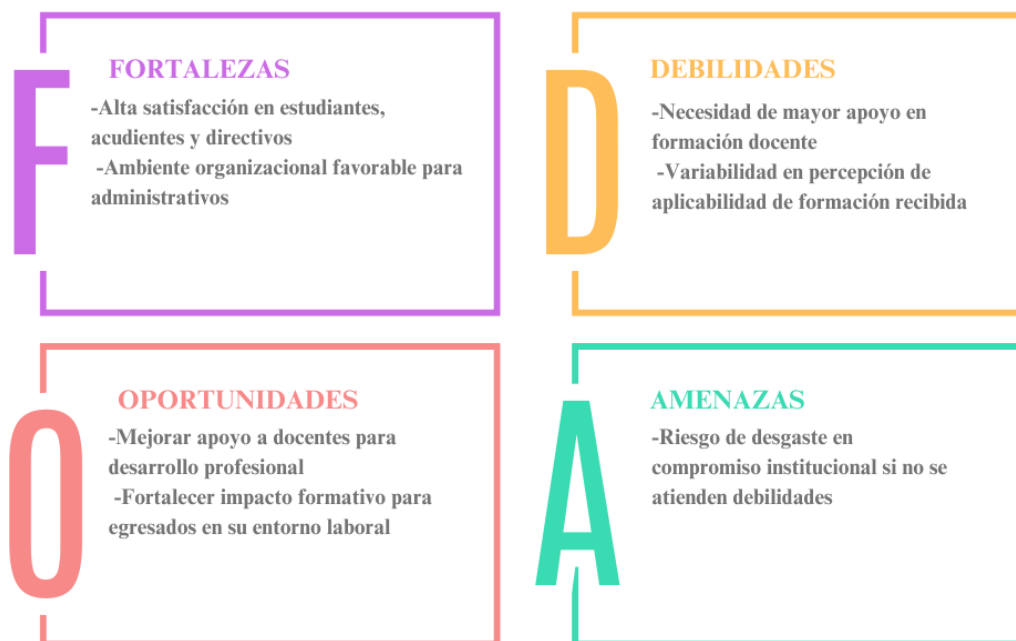 F
FORTALEZAS
-Alta satisfacción en estudiantes,
acudientes y directivos
-Ambiente organizacional favorable para
administrativos
D
DEBILIDADES
-Necesidad de mayor apoyo en
formación docente
-Variabilidad en percepción de
aplicabilidad de formación recibida
O
OPORTUNIDADES
-Mejorar apoyo a docentes para
desarrollo profesional
-Fortalecer impacto formativo para
egresados en su entorno laboral
A
AMENAZAS
-Riesgo de desgaste en
compromiso institucional si no se
atienden debilidades